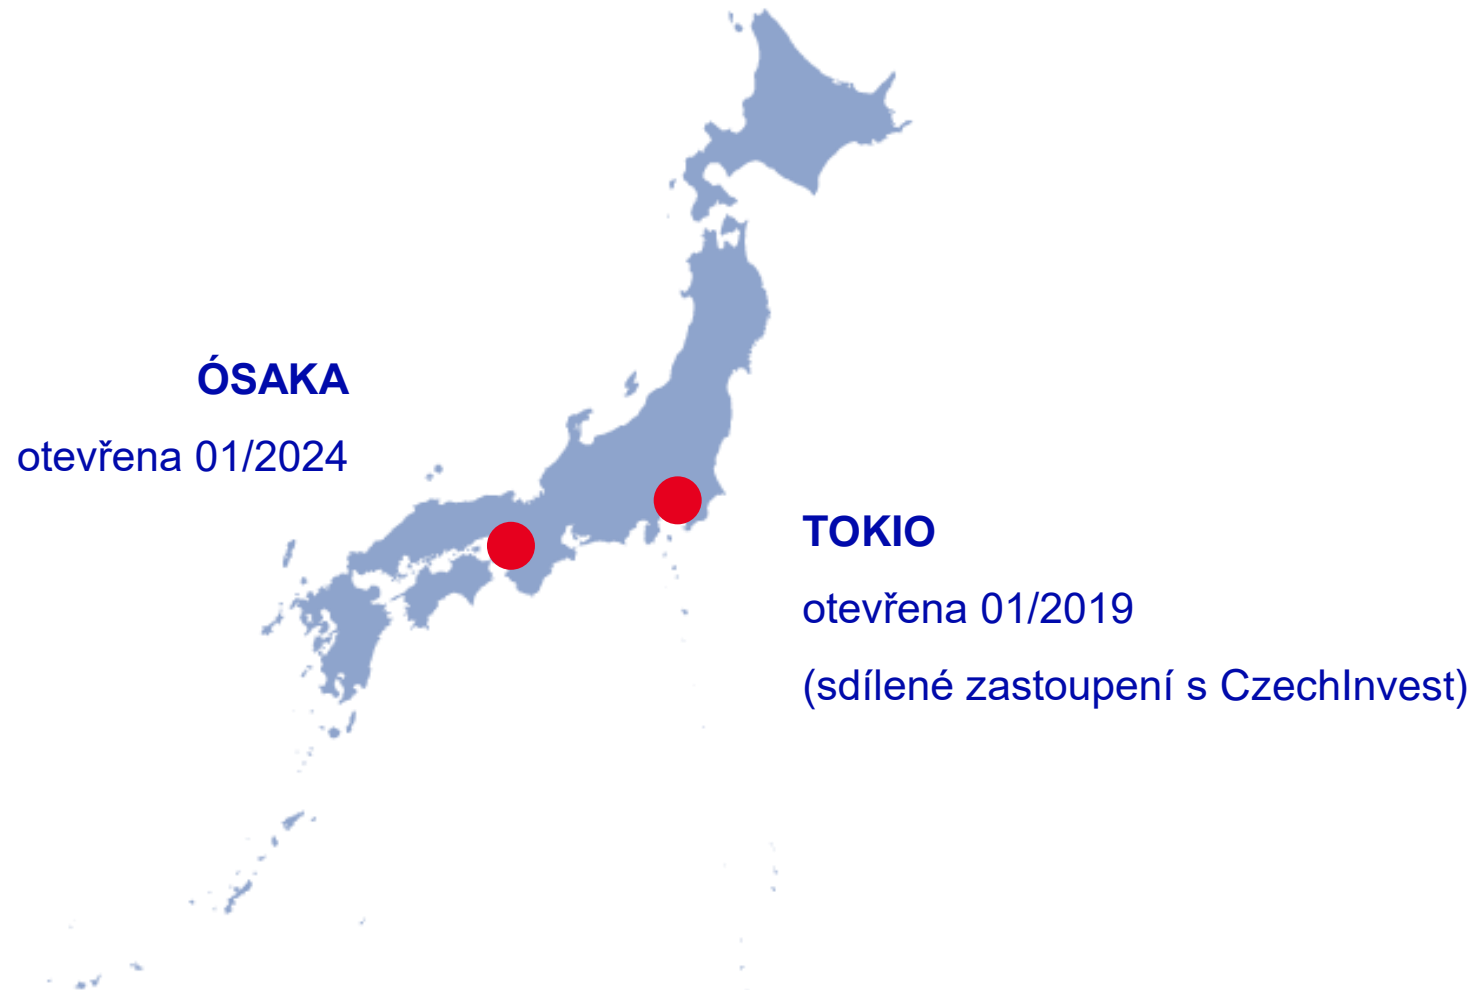 ÓSAKA
otevřena 01/2024
TOKIO
otevřena 01/2019
(sdílené zastoupení s CzechInvest)